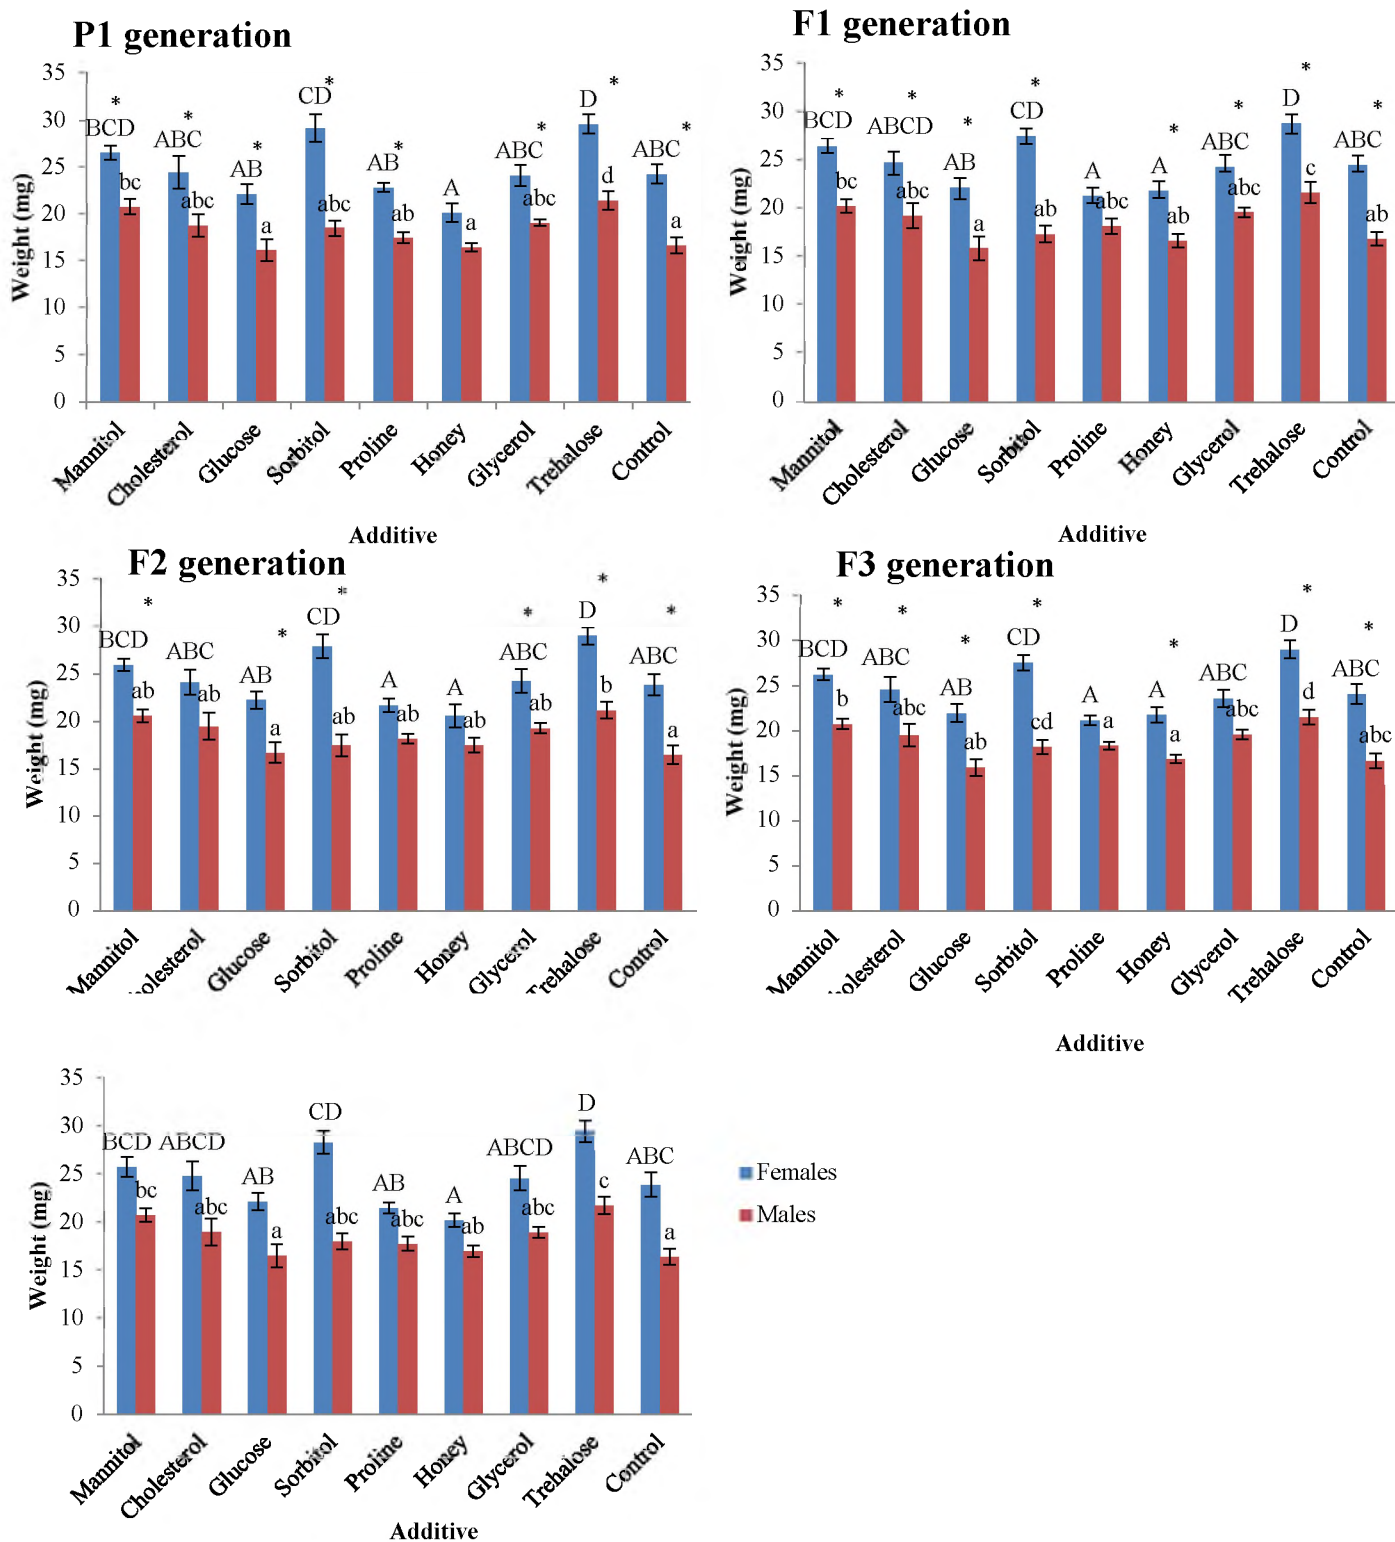 P1 generation
35
30
25
20
15
10
5
0
Weight (mg)
* * * * * * * *
BCD ABC AB CD AB A ABC D ABC
bc abc a abc ab a abc d a
Mannitol Cholesterol Glucose Sorbitol Proline Honey Glycerol Trehalose Control
Additive
F1 generation
35
30
25
20
15
10
5
0
Weight (mg)
* * * * * * * *
BCD ABCD AB CD A A ABC D ABC
bc abc a ab abc ab abc c ab
Mannitol Cholesterol Glucose Sorbitol Proline Honey Glycerol Trehalose Control
Additive
F2 generation
35
30
25
20
15
10
5
0
Weight (mg)
* * * * * *
BCD ABC AB CD A A ABC D ABC
ab ab a ab ab ab ab b a
Mannitol holesterol Glucose Sorbitol Proline Honey Glycerol Trehalose Control
F3 generation
35
30
25
20
15
10
5
0
Weight (mg)
* * * * * * *
BCD ABC AB CD A A ABC D ABC
b abc ab cd a a abc d abc
Mannitol Cholesterol Glucose Sorbitol Proline Honey Glycerol Trehalose Control
Additive
35
30
25
20
15
10
5
0
Weight (mg)
BCD ABCD AB CD AB A ABCD D ABC
bc abc a abc abc ab abc c a
Mannitol Cholesterol Glucose Sorbitol Proline Honey Glycerol Trehalose Control
Additive
Females
Males